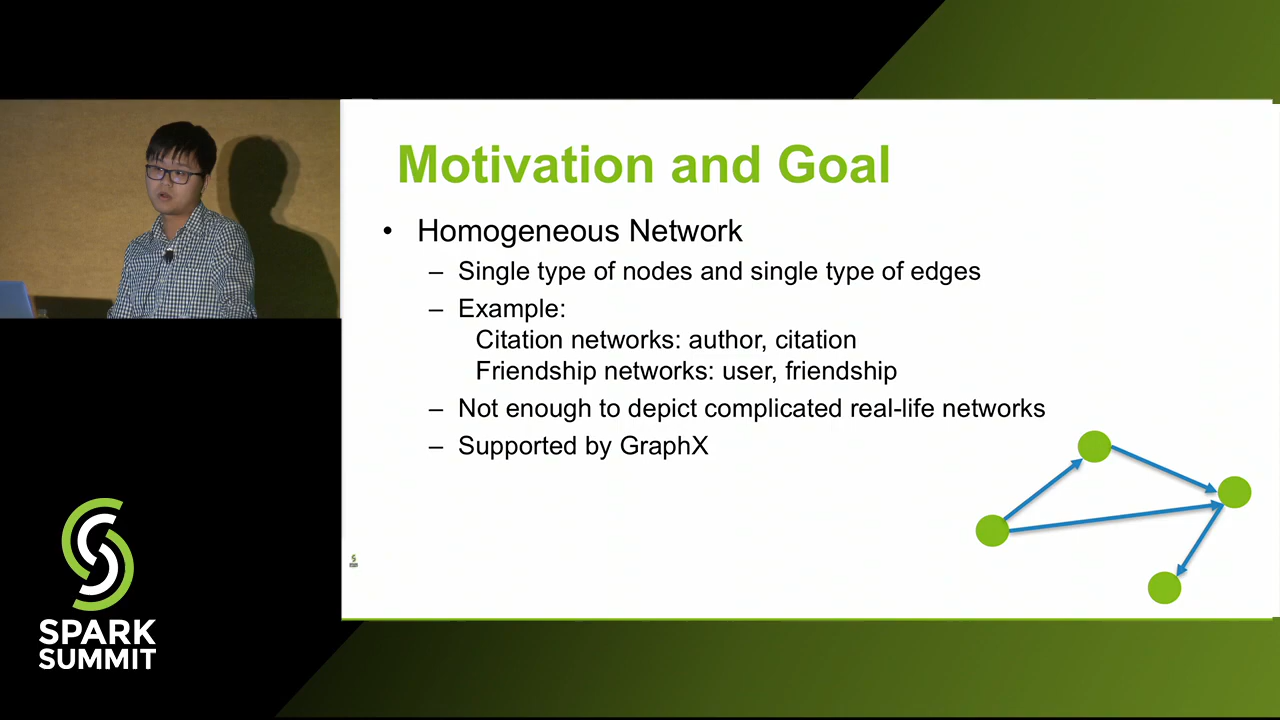 Motivation and Goal
• Homogeneous Network
– Single type of nodes and single type of edges
– Example:
Citation networks: author, citation
Friendship networks: user, friendship
– Not enough to depict complicated real-life networks
– Supported by GraphX
SPARK
SUMMIT